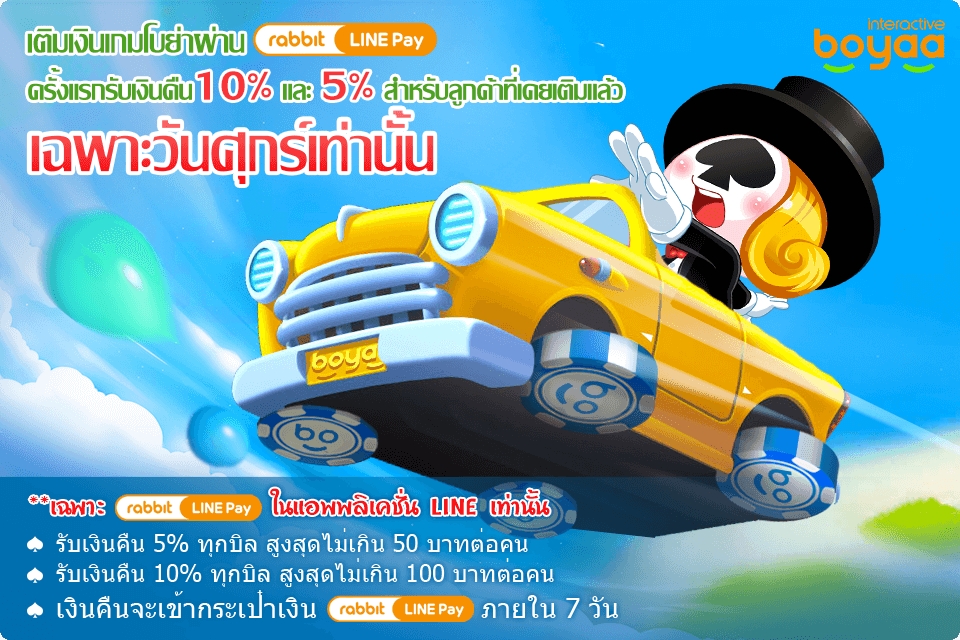 เติมเงินเกมโบย่าผ่าน rabbit LINE Pay
interactive
boyaa
ครั้งแรกรับเงินคืน 10% และ 5% สำหรับลูกค้าที่เคยเติมแล้ว
เฉพาะวันศุกร์เท่านั้น
boya
**เฉพาะ rabbit LINE Pay ในแอพพลิเคชั่น LINE เท่านั้น
♠ รับเงินคืน 5% ทุกบิล สูงสุดไม่เกิน 50 บาทต่อคน
♠ รับเงินคืน 10% ทุกบิล สูงสุดไม่เกิน 100 บาทต่อคน
♠ เงินคืนจะเข้ากระเป๋าเงิน rabbit LINE Pay ภายใน 7 วัน